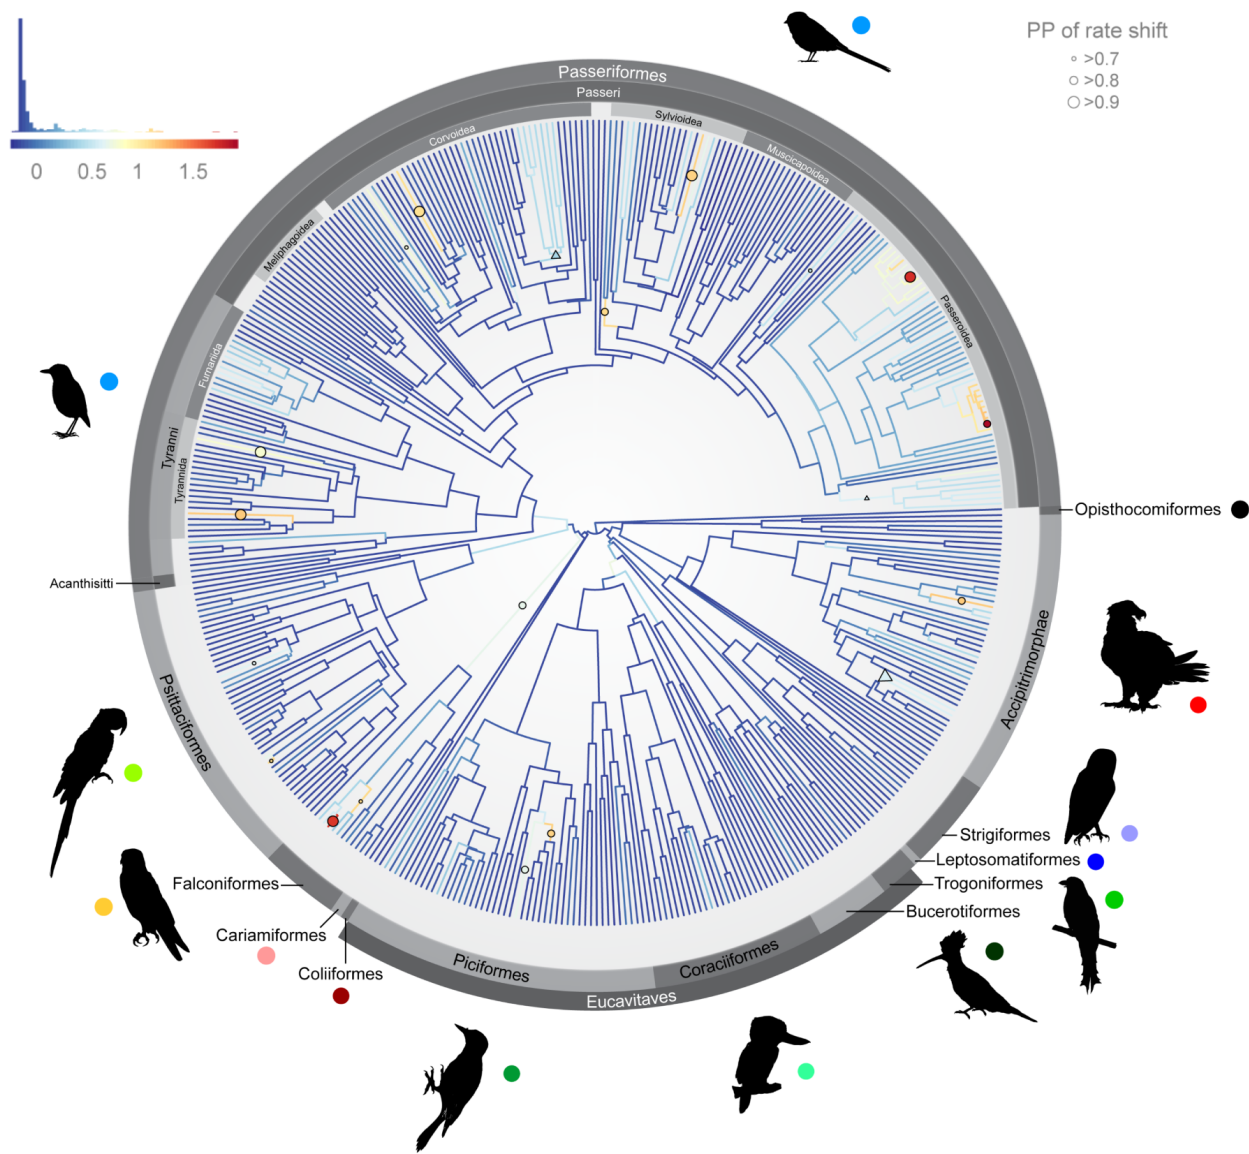 PP of rate shift
>0.7
>0.8
>0.9
0 0.5 1 1.5
Passeriformes
Passeri
Corvoidea
Sylvioidea
Muscicapoidea
Meliphagoidea
Passeroidea
Furnariida
Tyranni
Tyrannida
Opisthocomiformes
Acanthisitti
Accipitrimorphae
Psittaciformes
Strigiformes
Leptosomatiformes
Trogoniformes
Falconiformes
Bucerotiformes
Cariamiformes
Coliiformes
Piciformes
Coraciiformes
Eucavitaves